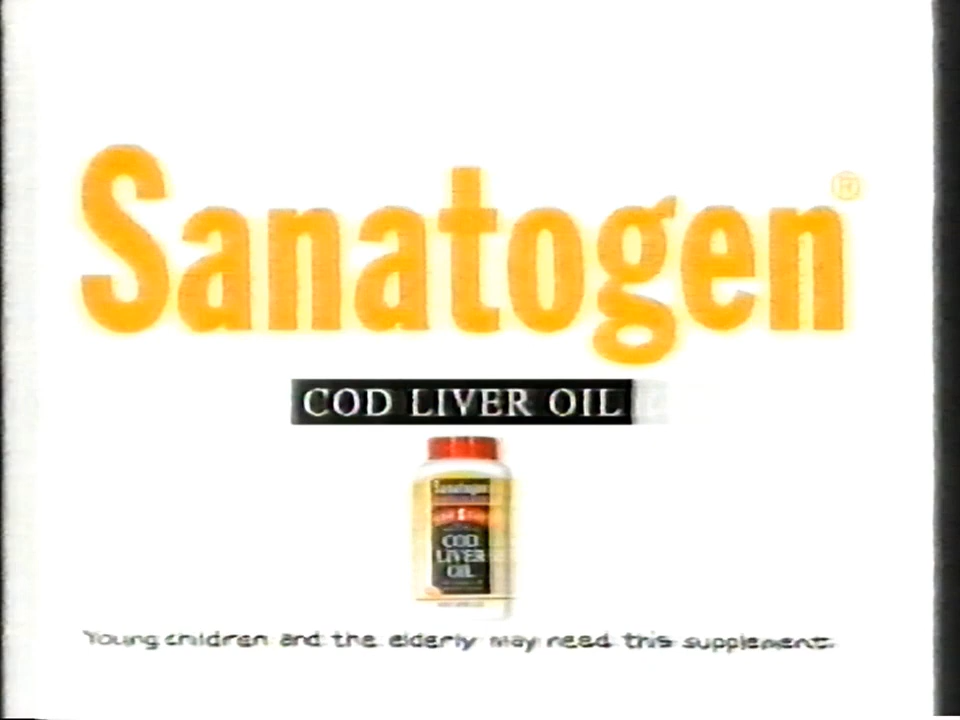 Sanatogen®
COD LIVER OIL
Sanatogen
COD
LIVER
OIL
Young children and the elderly may need this supplement.